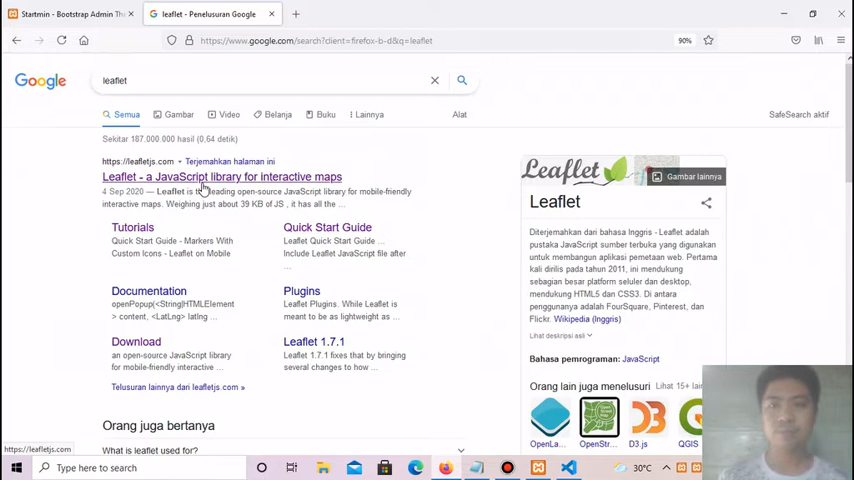 Startmin - Bootstrap Admin The
leaflet - Penelusuran Google
https://www.google.com/search?client=firefox-b-d&q=leaflet
90%
Google
leaflet
Semua Gambar Video Belanja Buku Lainnya Alat SafeSearch aktif
Sekitar 187.000.000 hasil (0,64 detik)
https://leafletjs.com Terjemahkan halaman ini
Leaflet - a JavaScript library for interactive maps
4 Sep 2020 — Leaflet is the leading open-source JavaScript library for mobile-friendly
interactive maps. Weighing just about 39 KB of JS , it has all the ...
Tutorials
Quick Start Guide - Markers With
Custom Icons - Leaflet on Mobile
Quick Start Guide
Leaflet Quick Start Guide ...
Include Leaflet JavaScript file after
...
Documentation
openPopup(<String|HTMLElement
> content, <LatLng> latlng ...
Plugins
Leaflet Plugins. While Leaflet is
meant to be as lightweight as ...
Download
an open-source JavaScript library
for mobile-friendly interactive ...
Leaflet 1.7.1
Leaflet 1.7.1 fixes that by bringing
several changes to how ...
Telusuran lainnya dari leafletjs.com »
Orang juga bertanya
What is leaflet used for?
Leaflet
Gambar lainnya
Leaflet
Diterjemahkan dari bahasa Inggris - Leaflet adalah
pustaka JavaScript sumber terbuka yang digunakan
untuk membangun aplikasi pemetaan web. Pertama
kali dirilis pada tahun 2011, ini mendukung
sebagian besar platform seluler dan desktop,
mendukung HTML5 dan CSS3. Di antara
penggunanya adalah FourSquare, Pinterest, dan
Flickr. Wikipedia (Inggris)
Lihat deskripsi asli
Bahasa pemrograman: JavaScript
Orang lain juga menelusuri Lihat 15+
OpenLa... OpenStr... D3.js QGIS
https://leafletjs.com
Type here to search
30°C